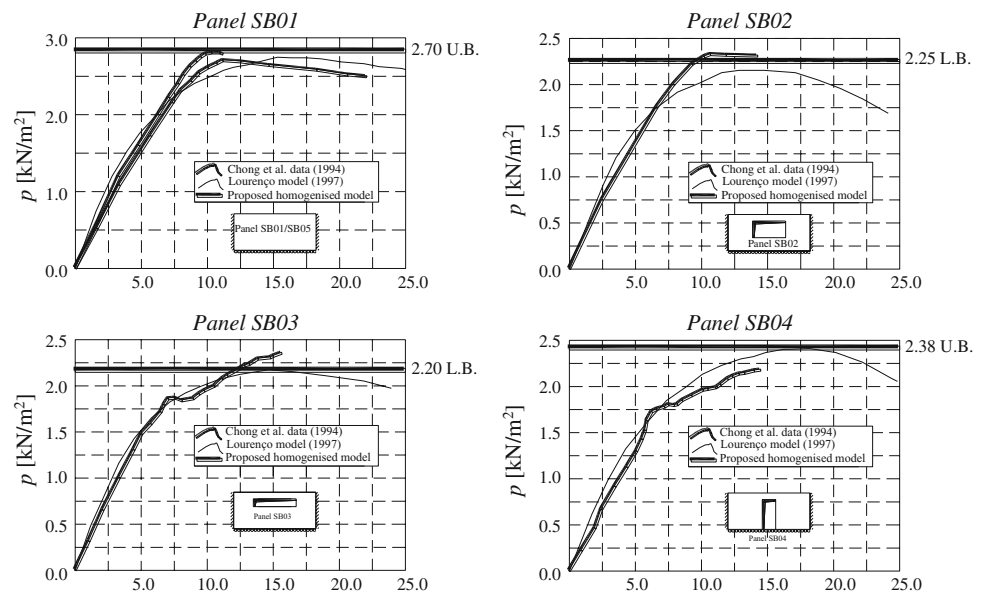 Panel SB01
3.0
2.0
1.0
0.0
p [kN/m²]
5.0 10.0 15.0 20.0 25.0
2.70 U.B.
Chong et al. data (1994)
Lourenço model (1997)
Proposed homogenised model
Panel SB01/SB05
Panel SB02
2.5
2.0
1.5
1.0
0.5
0.0
p [kN/m²]
5.0 10.0 15.0 20.0 25.0
2.25 L.B.
Chong et al. data (1994)
Lourenço model (1997)
Proposed homogenised model
Panel SB02
Panel SB03
2.5
2.0
1.5
1.0
0.5
0.0
p [kN/m²]
5.0 10.0 15.0 20.0 25.0
2.20 L.B.
Chong et al. data (1994)
Lourenço model (1997)
Proposed homogenised model
Panel SB03
Panel SB04
2.5
2.0
1.5
1.0
0.5
0.0
p [kN/m²]
5.0 10.0 15.0 20.0 25.0
2.38 U.B.
Chong et al. data (1994)
Lourenço model (1997)
Proposed homogenised model
Panel SB04